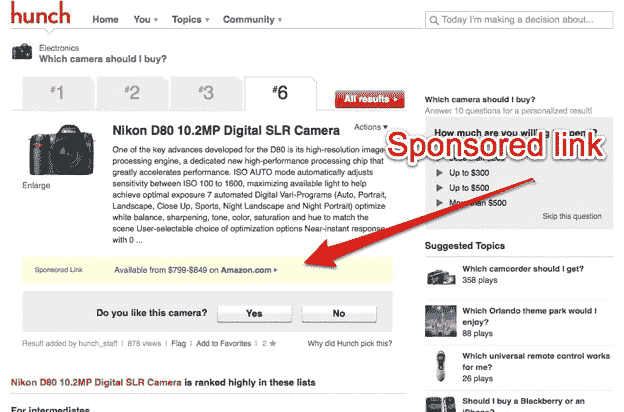 hunch
Home You Topics Community
Today I'm making a decision about...
Electronics
Which camera should I buy?
#1 #2 #3 #6 All results
Nikon D80 10.2MP Digital SLR Camera
Actions
One of the key advances developed for the D80 is its high-resolution image
processing engine, a dedicated new high-performance processing chip that
greatly accelerates performance. ISO AUTO mode automatically adjusts
sensitivity between ISO 100 to 1600, maximizing available light to help
achieve optimal exposure 7 automated Digital Vari-Programs (Auto, Portrait,
Landscape, Close Up, Sports, Night Landscape and Night Portrait) optimize
white balance, sharpening, tone, color, saturation and hue to match the
scene User-selectable choice of optimization options Near-instant response
with 0 ...
Enlarge
Sponsored Link Available from $799-$849 on Amazon.com
Do you like this camera? Yes No
Result added by hunch_staff | 876 views | Flag | Add to Favorites | 2
Why did Hunch pick this?
Nikon D80 10.2MP Digital SLR Camera is ranked highly in these lists
For intermediates
Which camera should I buy?
Answer 10 questions for a personalized result!
How much are you willing
Sponsored link
Up to $300
Up to $500
More than $500
Skip this question
Suggested Topics
Which camcorder should I get?
358 plays
Which Orlando theme park would I
enjoy?
88 plays
Which universal remote control works
for me?
26 plays
Should I buy a Blackberry or an